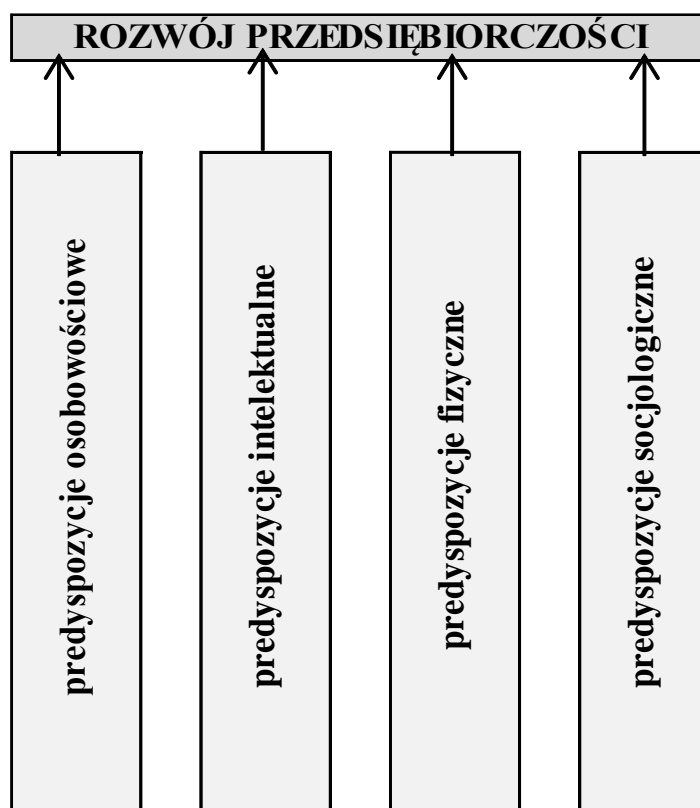 ROZWÓJ PRZEDSIĘBIORCZOŚCI
predyspozycje osobowościowe
predyspozycje intelektualne
predyspozycje fizyczne
predyspozycje socjologiczne